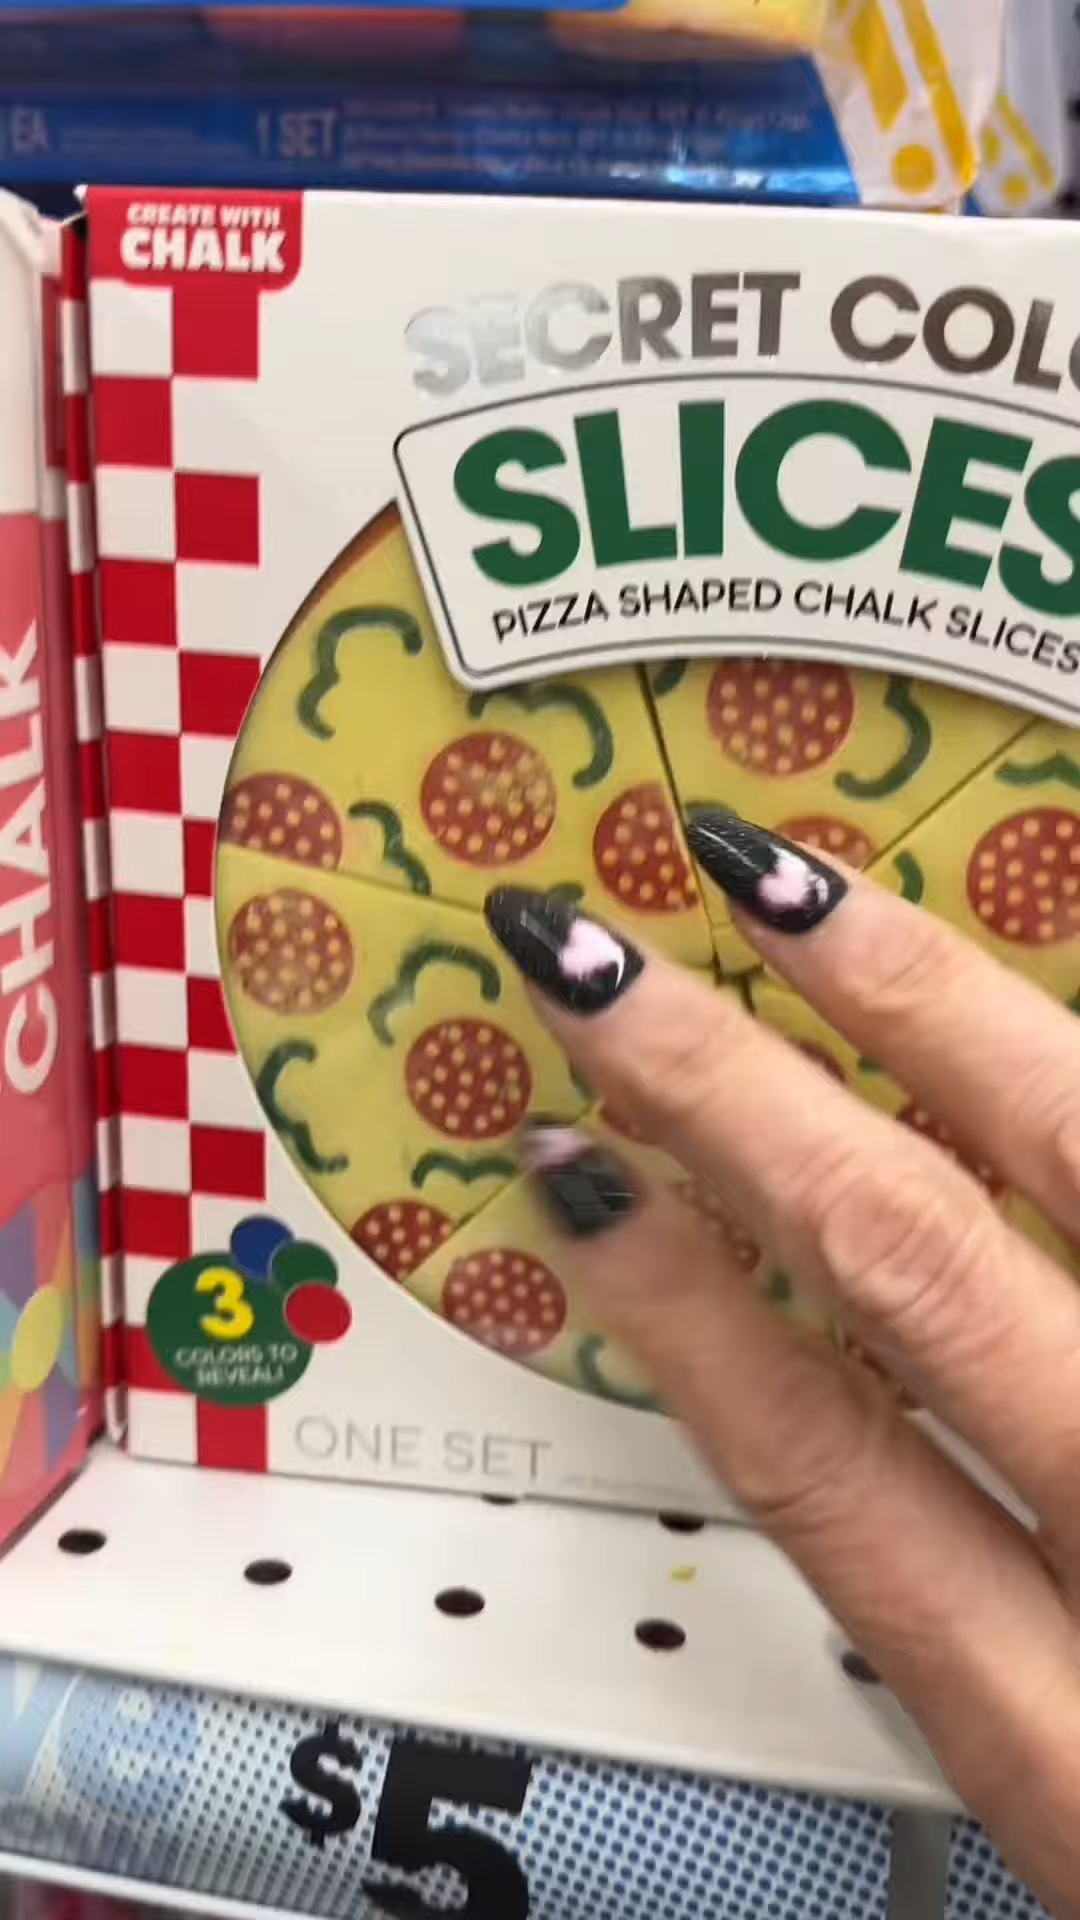 EA
1 SET
CREATE WITH
CHALK
SECRET COL
SLICES
PIZZA SHAPED CHALK SLICES
CHALK
3
COLORS TO
REVEAL!
ONE SET
$5